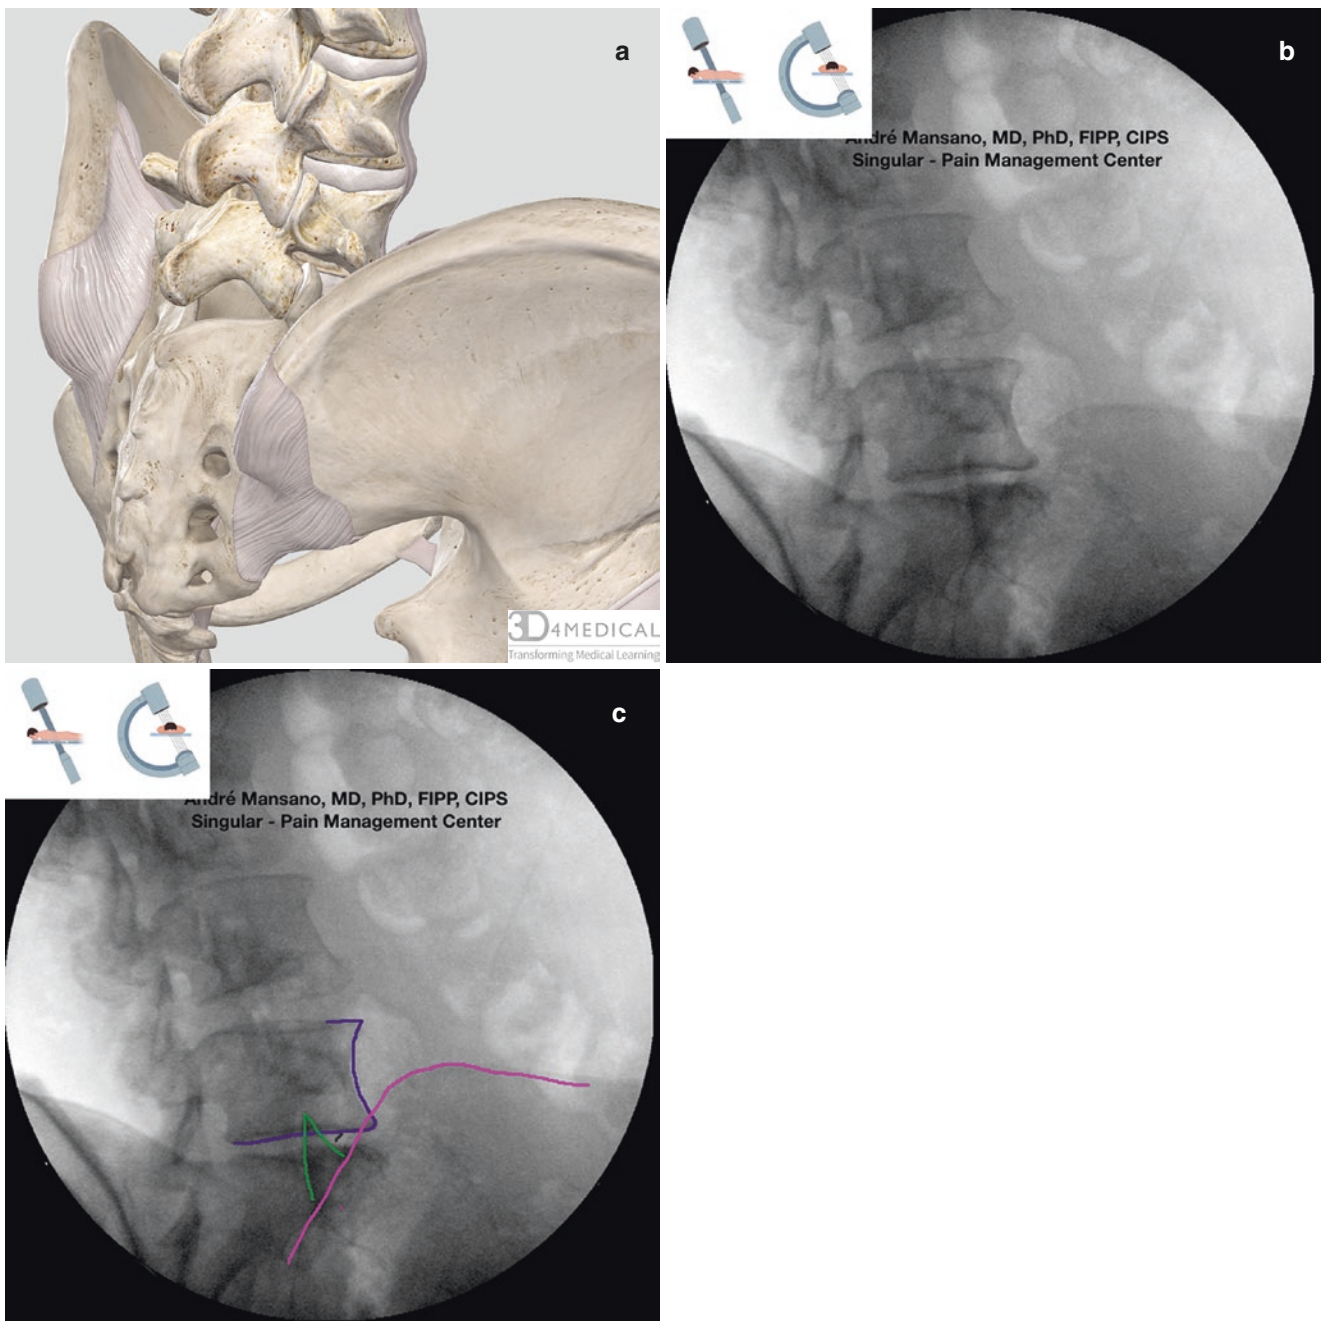 a
3D4MEDICAL
Transforming Medical Learning
b
André Mansano, MD, PhD, FIPP, CIPS
Singular - Pain Management Center
c
André Mansano, MD, PhD, FIPP, CIPS
Singular - Pain Management Center